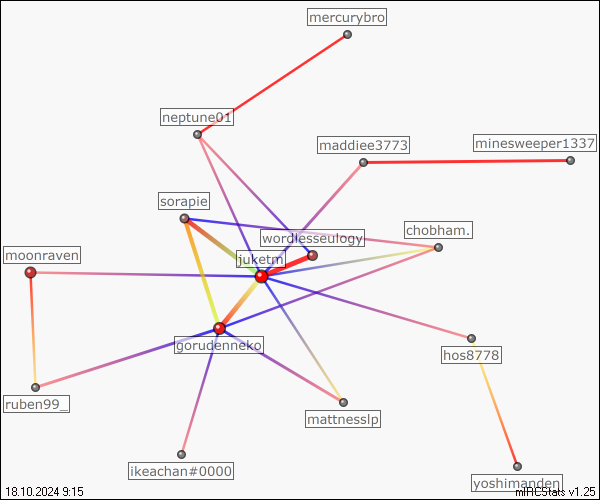 mercurybro
neptune01
maddiee3773
minesweeper1337
sorapie
chobham.
wordlesseulogy
moonraven
juketrn
gorudenneko
hos8778
ruben99_
mattnesslp
ikeachan#0000
yoshimanden
18.10.2024 9:15
mIRCStats v1.25